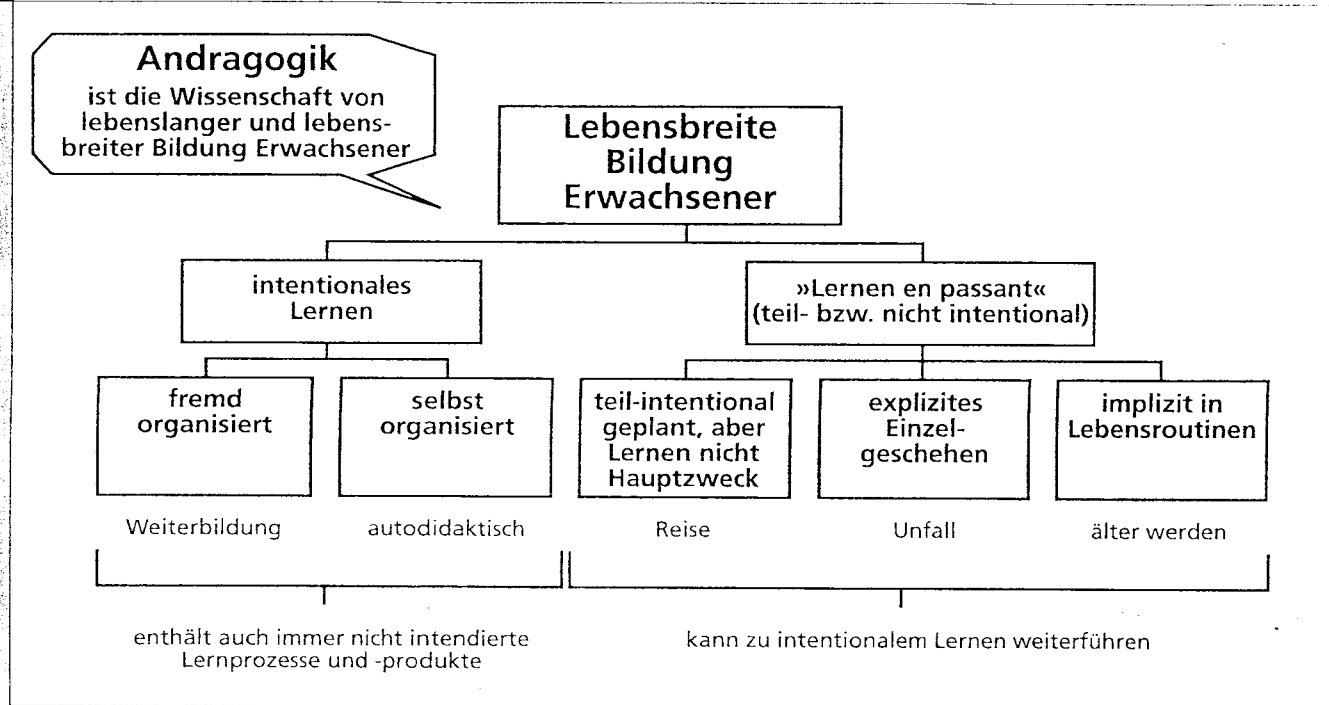 Andragogik
ist die Wissenschaft von
lebenslanger und lebens-
breiter Bildung Erwachsener
Lebensbreite
Bildung
Erwachsener
intentionales
Lernen
»Lernen en passant«
(teil- bzw. nicht intentional)
fremd
organisiert
selbst
organisiert
teil-intentional
geplant, aber
Lernen nicht
Hauptzweck
explizites
Einzel-
geschehen
implizit in
Lebensroutinen
Weiterbildung
autodidaktisch
Reise
Unfall
älter werden
enthält auch immer nicht intendierte
Lernprozesse und -produkte
kann zu intentionalem Lernen weiterführen